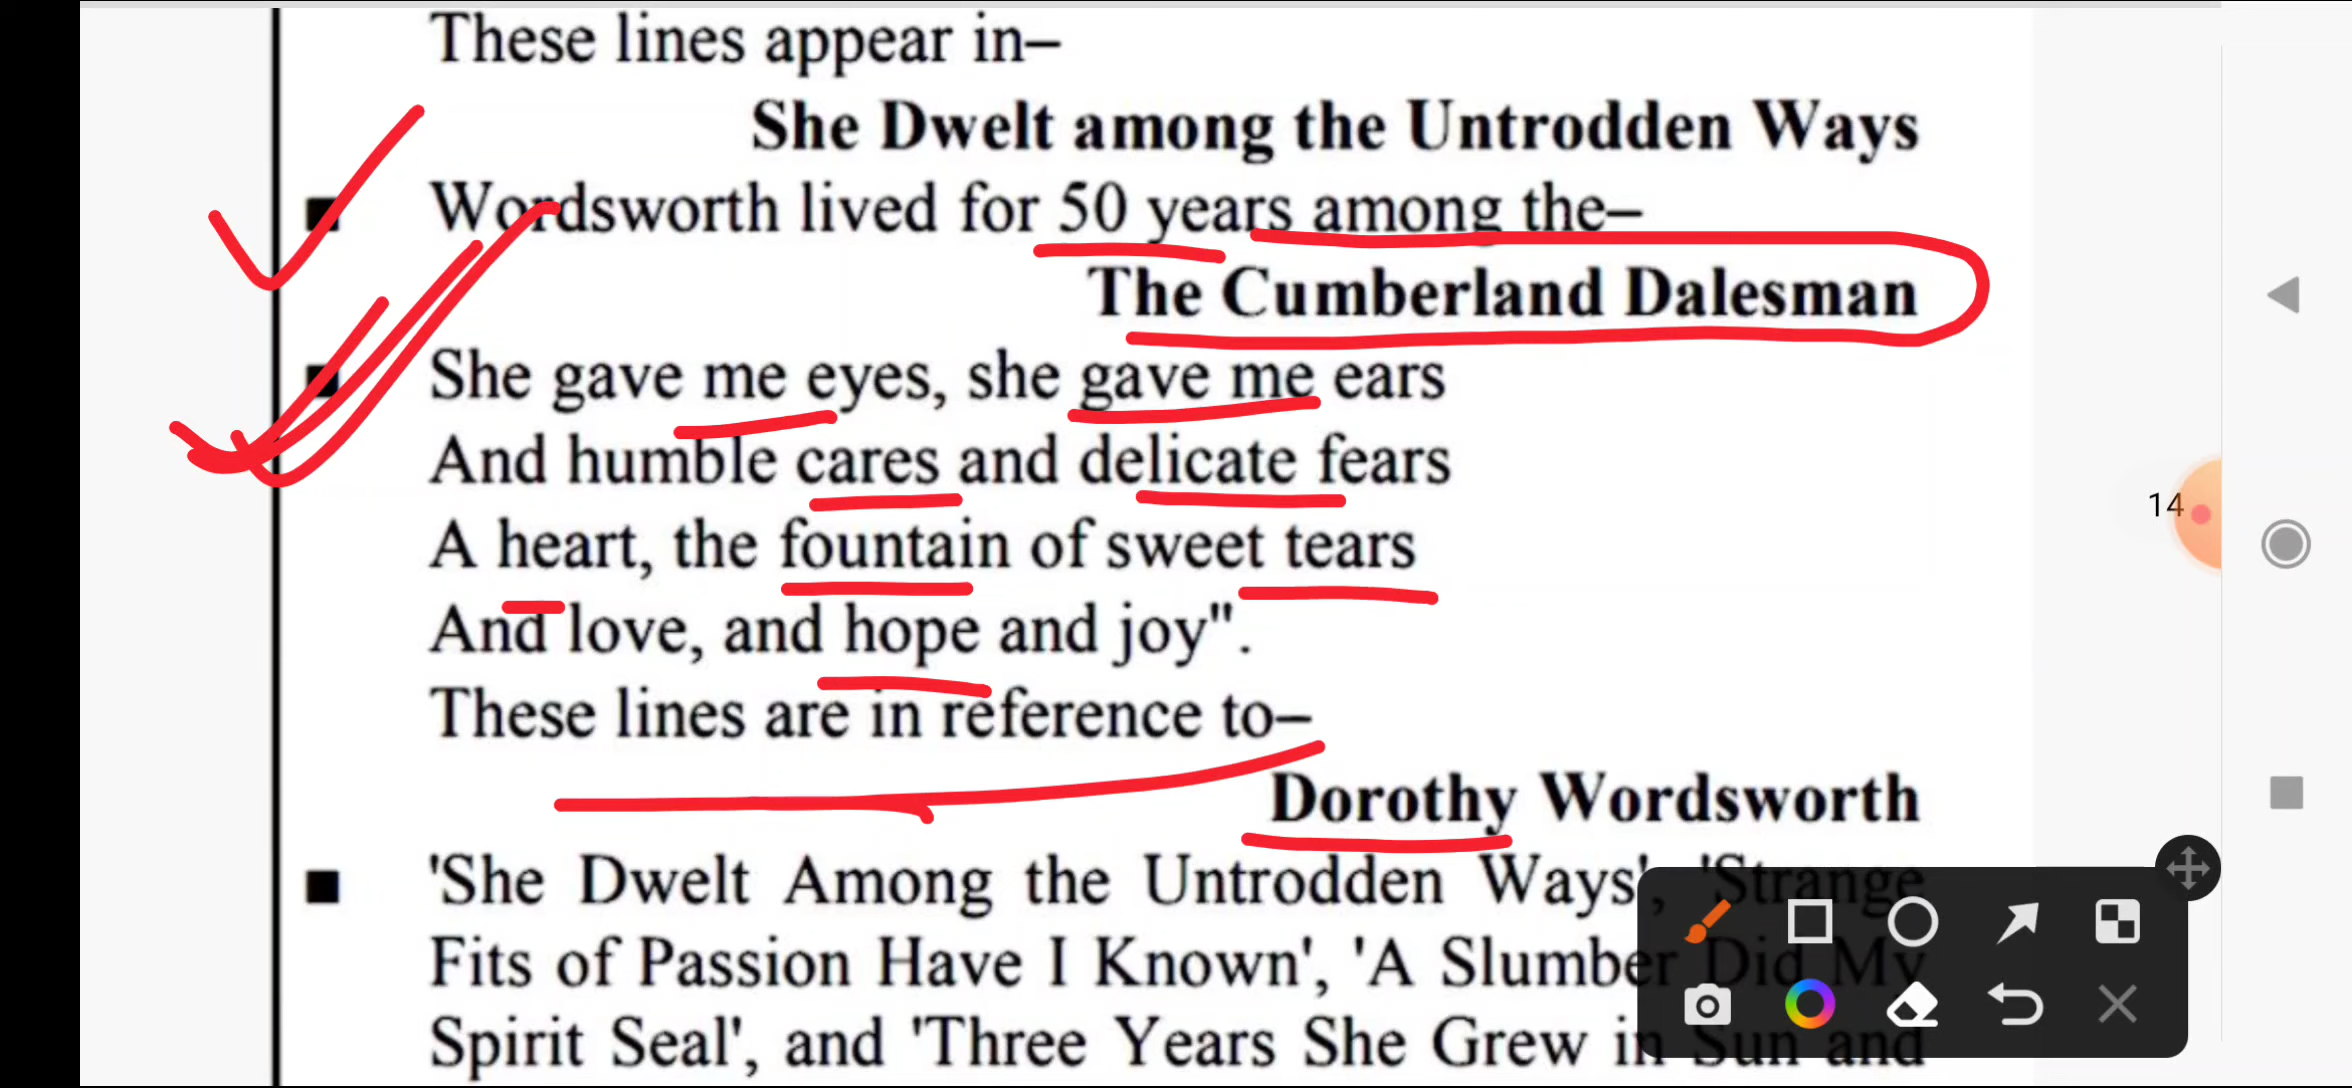 These lines appear in–
She Dwelt among the Untrodden Ways
Wordsworth lived for 50 years among the–
The Cumberland Dalesman
She gave me eyes, she gave me ears
And humble cares and delicate fears
A heart, the fountain of sweet tears
And love, and hope and joy".
These lines are in reference to–
Dorothy Wordsworth
'She Dwelt Among the Untrodden Ways', 'Strange
Fits of Passion Have I Known', 'A Slumber Did My
Spirit Seal', and 'Three Years She Grew in Sun and
14